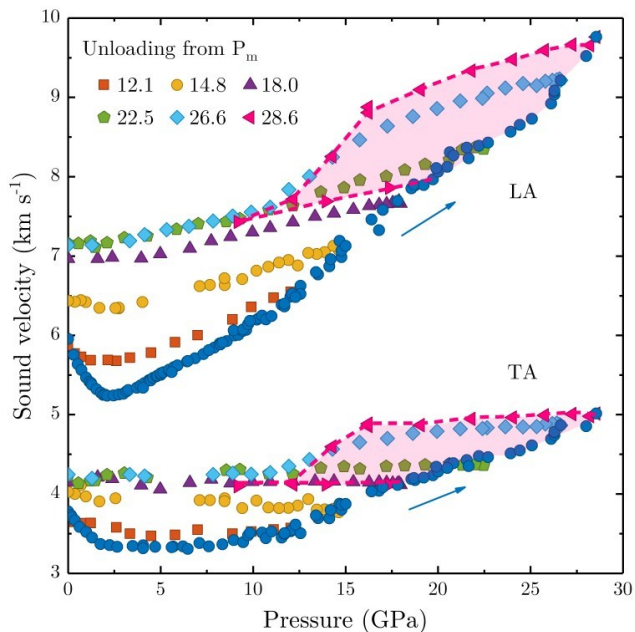 Unloading from Pₘ
12.1 14.8 18.0
22.5 26.6 28.6
LA
TA
10
9
8
7
6
5
4
3
0 5 10 15 20 25 30
Sound velocity (km s⁻¹)
Pressure (GPa)